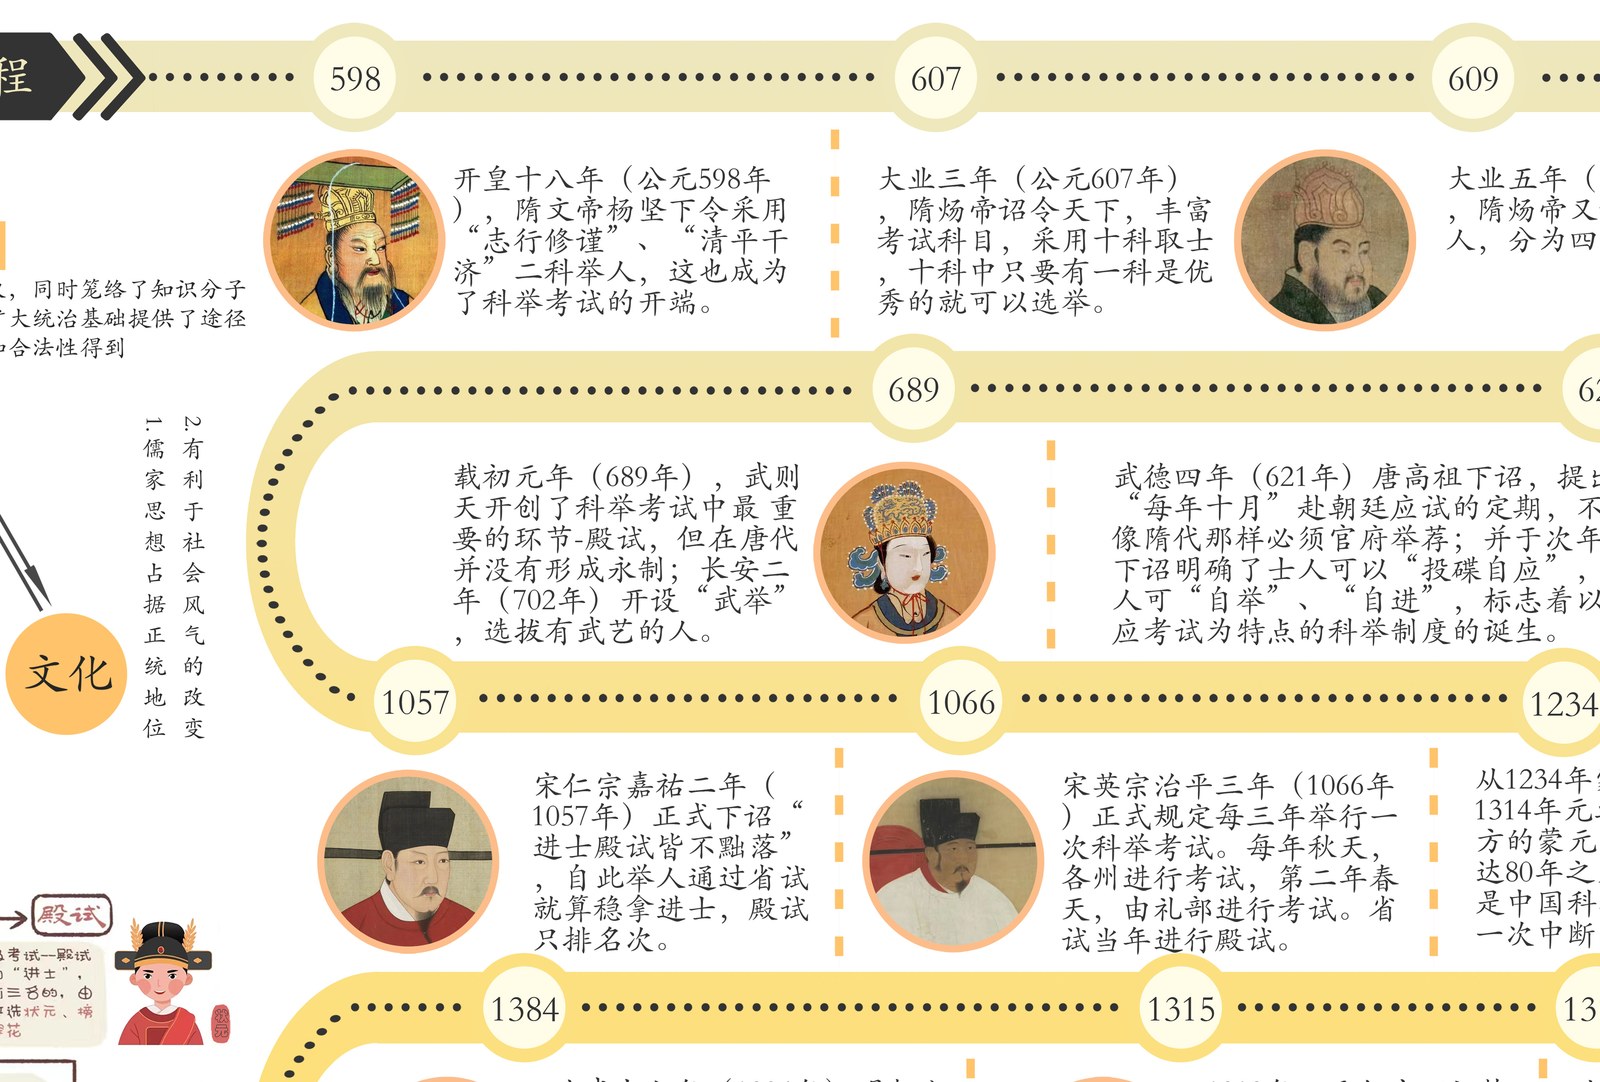 程
598
607
609
开皇十八年（公元598年
），隋文帝杨坚下令采用
“志行修谨”、“清平干
济” 二科举人，这也成为
了科举考试的开端。
大业三年（公元607年）
，隋炀帝诏令天下，丰富
考试科目，采用十科取士
，十科中只要有一科是优
秀的就可以选举。
大业五年（
，隋炀帝又
人，分为四
，同时笼络了知识分子
大统治基础提供了途径
合法性得到
689
62
载初元年（689年），武则
天开创了科举考试中最 重
要的环节-殿试，但在唐代
并没有形成永制；长安二
年（702年）开设“武举”
，选拔有武艺的人。
武德四年（621年）唐高祖下诏，提出
“每年十月”赴朝廷应试的定期，不
像隋代那样必须官府举荐；并于次年
下诏明确了士人可以“投碟自应”，
人可“自举”、“自进”，标志着以
应考试为特点的科举制度的诞生。
2.有利于社会风气的改变
1.儒家思想占据正统地位
文化
1057
1066
1234
宋仁宗嘉祐二年（
1057年）正式下诏“
进士殿试皆不黜落”
，自此举人通过省试
就算稳拿进士，殿试
只排名次。
宋英宗治平三年（1066年
）正式规定每三年举行一
次科举考试。每年秋天，
各州进行考试，第二年春
天，由礼部进行考试。省
试当年进行殿试。
从1234年
1314年元
方的蒙元
达80年之
是中国科
一次中断
殿试
考试--殿试
“进士”，
三名的，由
选状元、榜
花
状元
1384
1315
13